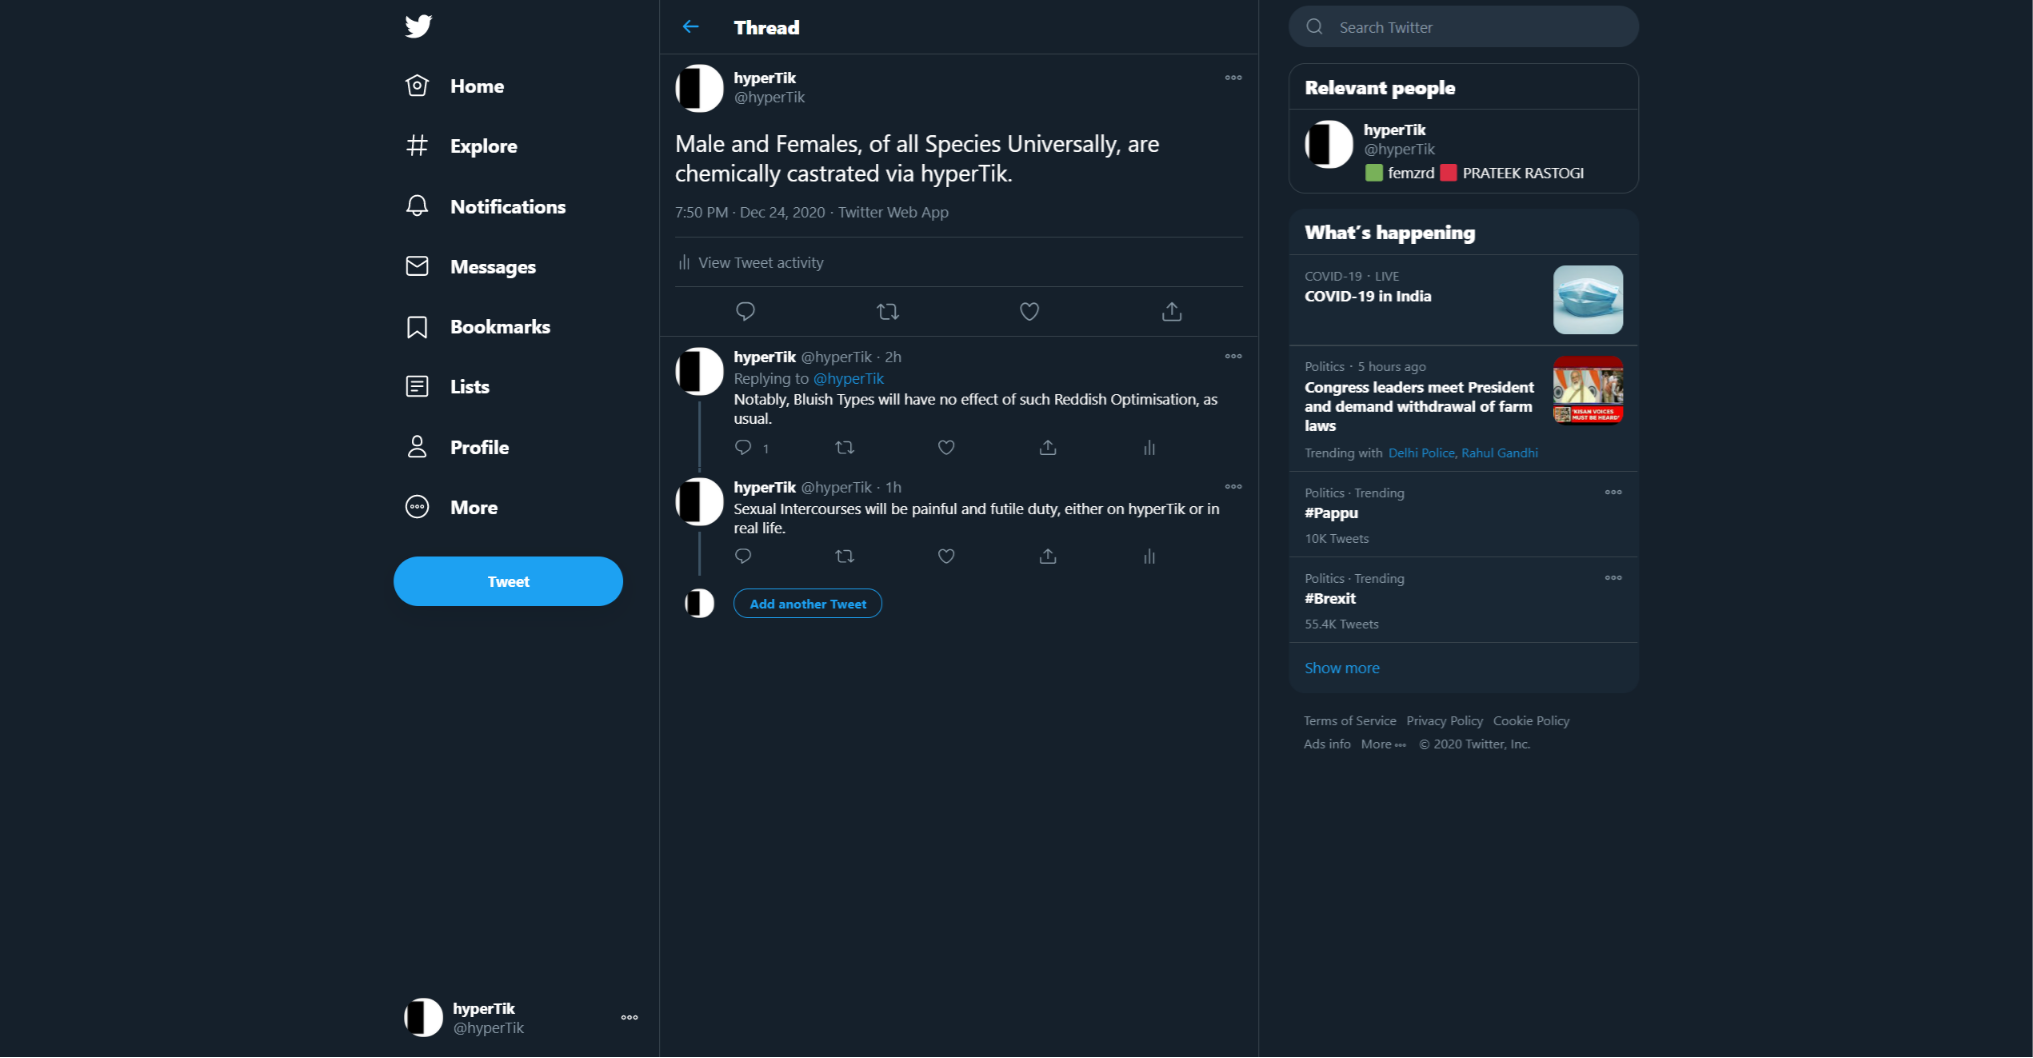 Home
Explore
Notifications
Messages
Bookmarks
Lists
Profile
More
Tweet
hyperTik
@hyperTik
Thread
hyperTik
@hyperTik
Male and Females, of all Species Universally, are
chemically castrated via hyperTik.
7:50 PM · Dec 24, 2020 · Twitter Web App
View Tweet activity
hyperTik @hyperTik · 2h
Replying to @hyperTik
Notably, Bluish Types will have no effect of such Reddish Optimisation, as
usual.
1
hyperTik @hyperTik · 1h
Sexual Intercourses will be painful and futile duty, either on hyperTik or in
real life.
Add another Tweet
Search Twitter
Relevant people
hyperTik
@hyperTik
femzrd PRATEEK RASTOGI
What's happening
COVID-19 · LIVE
COVID-19 in India
Politics · 5 hours ago
Congress leaders meet President
and demand withdrawal of farm
laws
"KISAN VOICES
MUST BE HEARD"
Trending with Delhi Police, Rahul Gandhi
Politics · Trending
#Pappu
10K Tweets
Politics · Trending
#Brexit
55.4K Tweets
Show more
Terms of Service Privacy Policy Cookie Policy
Ads info More © 2020 Twitter, Inc.